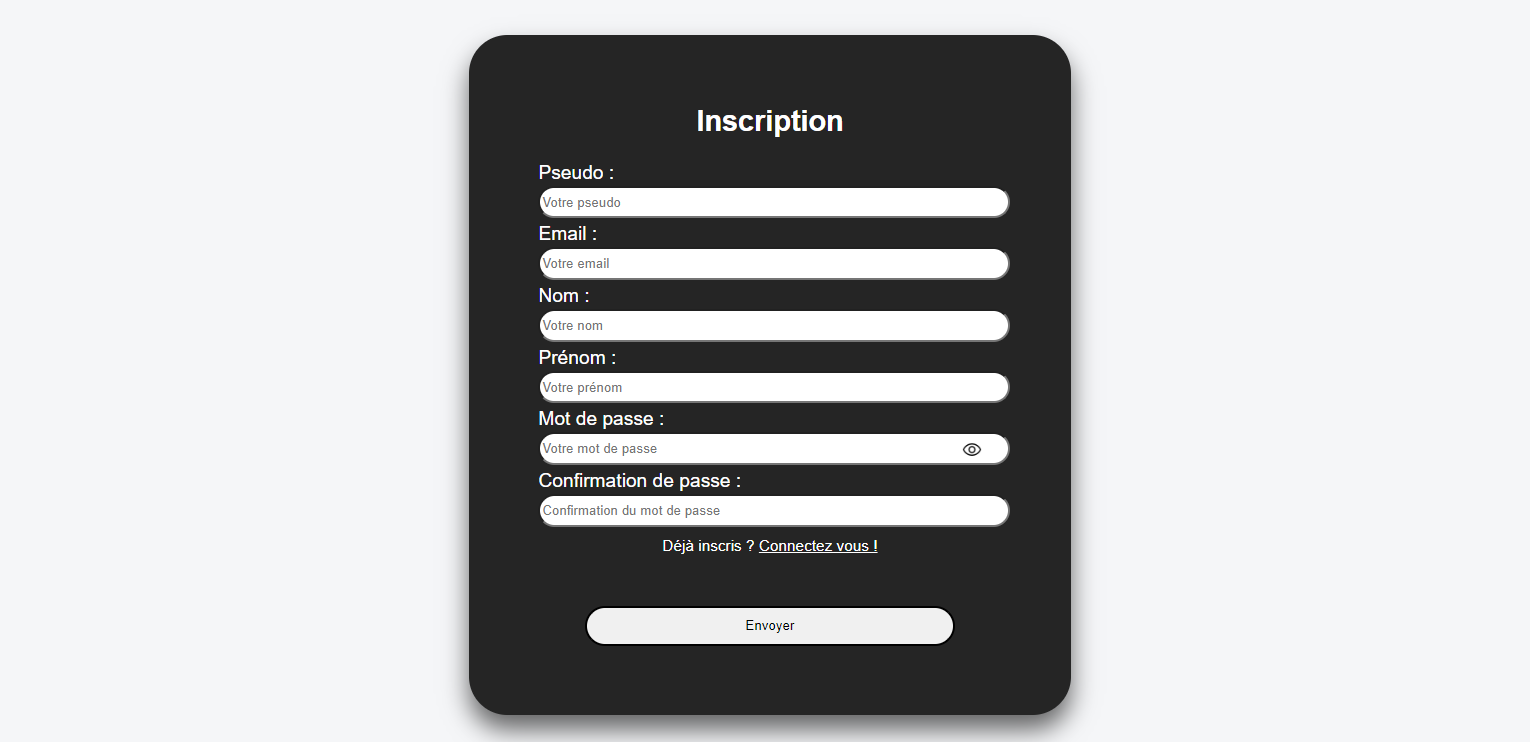 Inscription
Pseudo :
Votre pseudo
Email :
Votre email
Nom :
Votre nom
Prénom :
Votre prénom
Mot de passe :
Votre mot de passe
Confirmation de passe :
Confirmation du mot de passe
Déjà inscris ? Connectez vous !
Envoyer